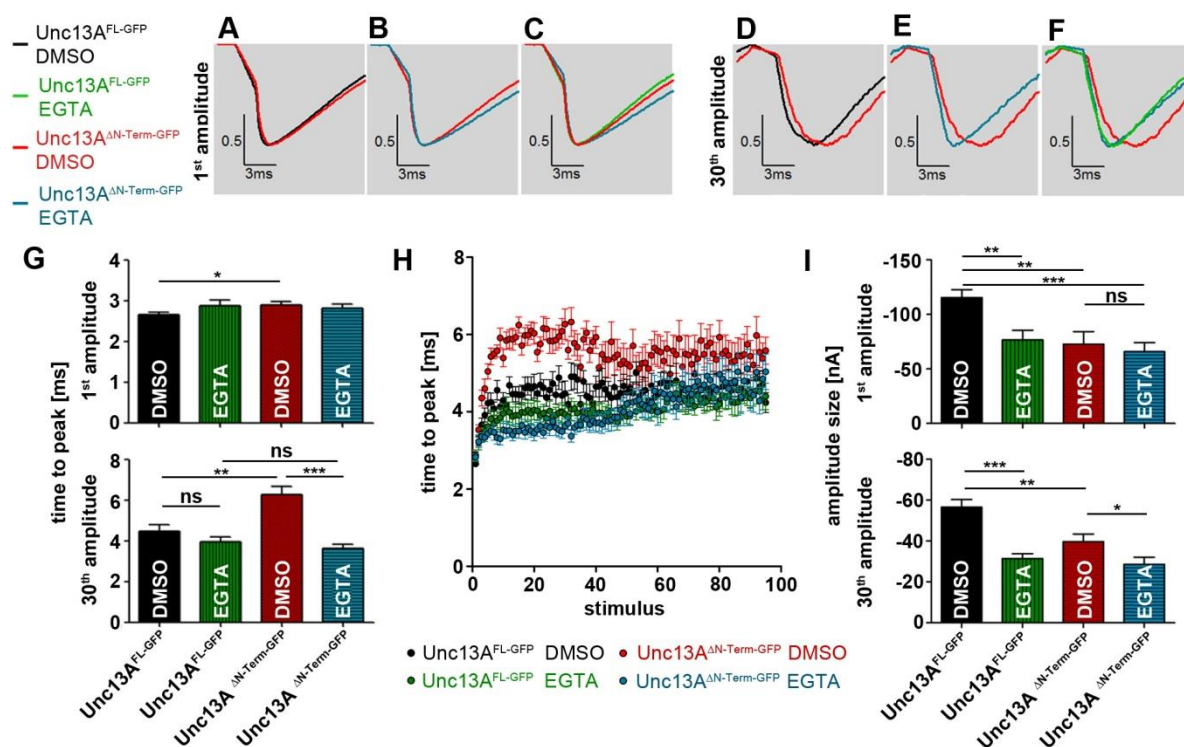 Unc13A^FL-GFP
DMSO
Unc13A^FL-GFP
EGTA
Unc13A^ΔN-Term-GFP
DMSO
Unc13A^ΔN-Term-GFP
EGTA
A B C D E F
1st amplitude
0.5 3ms
0.5 3ms
0.5 3ms
30th amplitude
0.5 3ms
0.5 3ms
0.5 3ms
G
time to peak [ms]
1st amplitude
4
3
2
1
0
*
DMSO EGTA DMSO EGTA
30th amplitude
8
6
4
2
0
ns
** ***
ns
DMSO EGTA DMSO EGTA
Unc13A^FL-GFP Unc13A^FL-GFP Unc13A ^ΔN-Term-GFP Unc13A ^ΔN-Term-GFP
H
time to peak [ms]
8
6
4
2
0
0 20 40 60 80 100
stimulus
Unc13A^FL-GFP DMSO Unc13A^ΔN-Term-GFP DMSO
Unc13A^FL-GFP EGTA Unc13A^ΔN-Term-GFP EGTA
I
amplitude size [nA]
1st amplitude
-150
-100
-50
0
**
**
***
ns
DMSO EGTA DMSO EGTA
30th amplitude
-80
-60
-40
-20
0
***
**
*
DMSO EGTA DMSO EGTA
Unc13A^FL-GFP Unc13A^FL-GFP Unc13A ^ΔN-Term-GFP Unc13A ^ΔN-Term-GFP